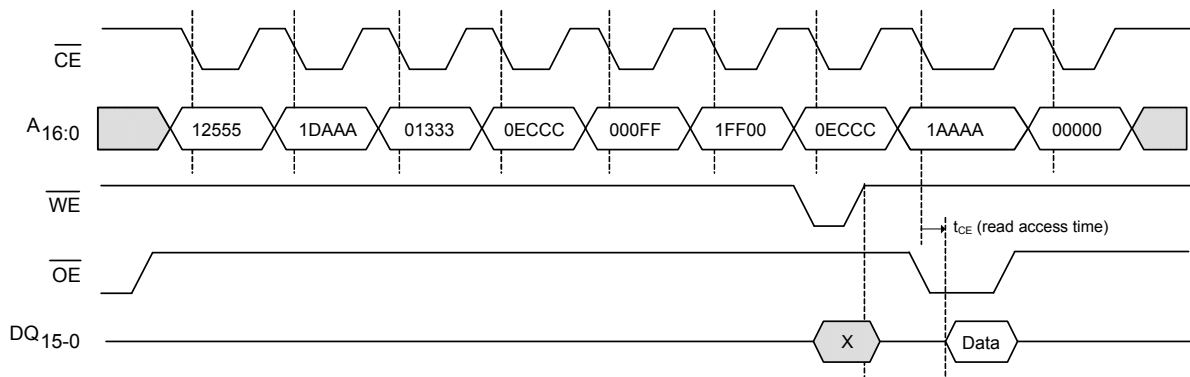 CE
A16:0 12555 1DAAA 01333 0ECCC 000FF 1FF00 0ECCC 1AAAA 00000
WE
tCE (read access time)
OE
DQ15-0 X Data